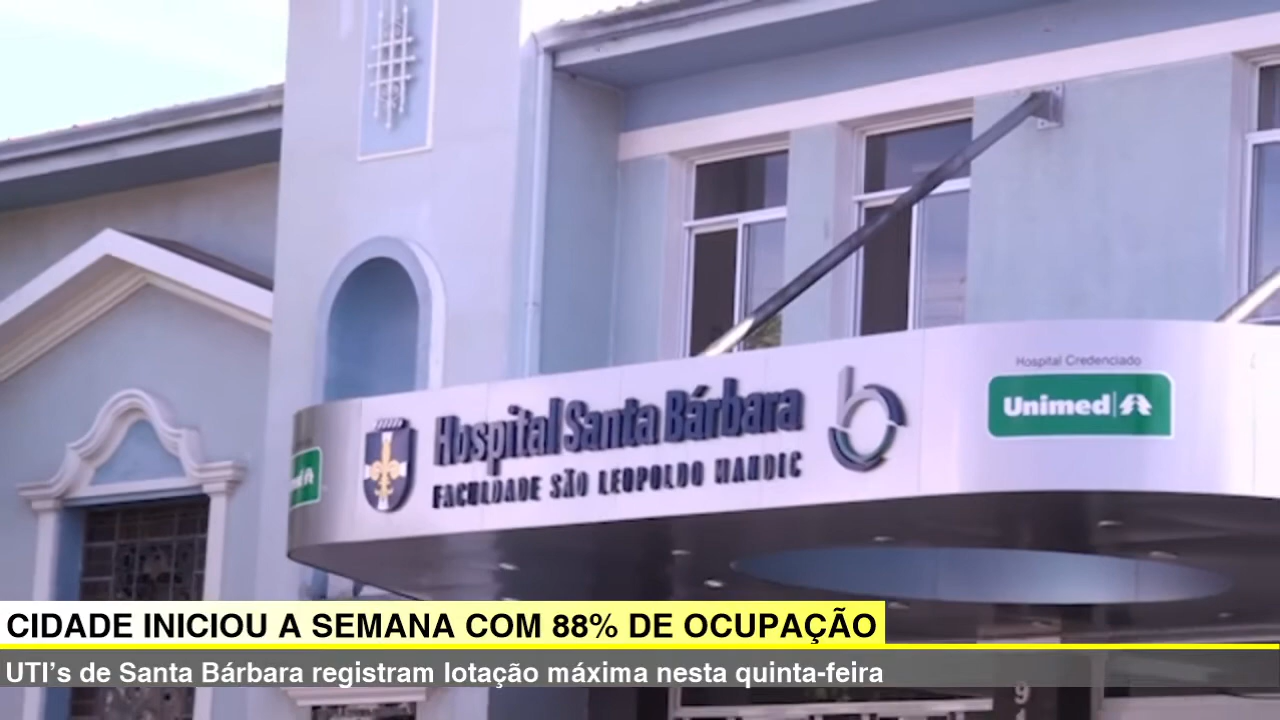 Hospital Credenciado
Unimed
Hospital Santa Bárbara
FACULDADE SÃO LEOPOLDO MANDIC
CIDADE INICIOU A SEMANA COM 88% DE OCUPAÇÃO
UTI’s de Santa Bárbara registram lotação máxima nesta quinta-feira
9